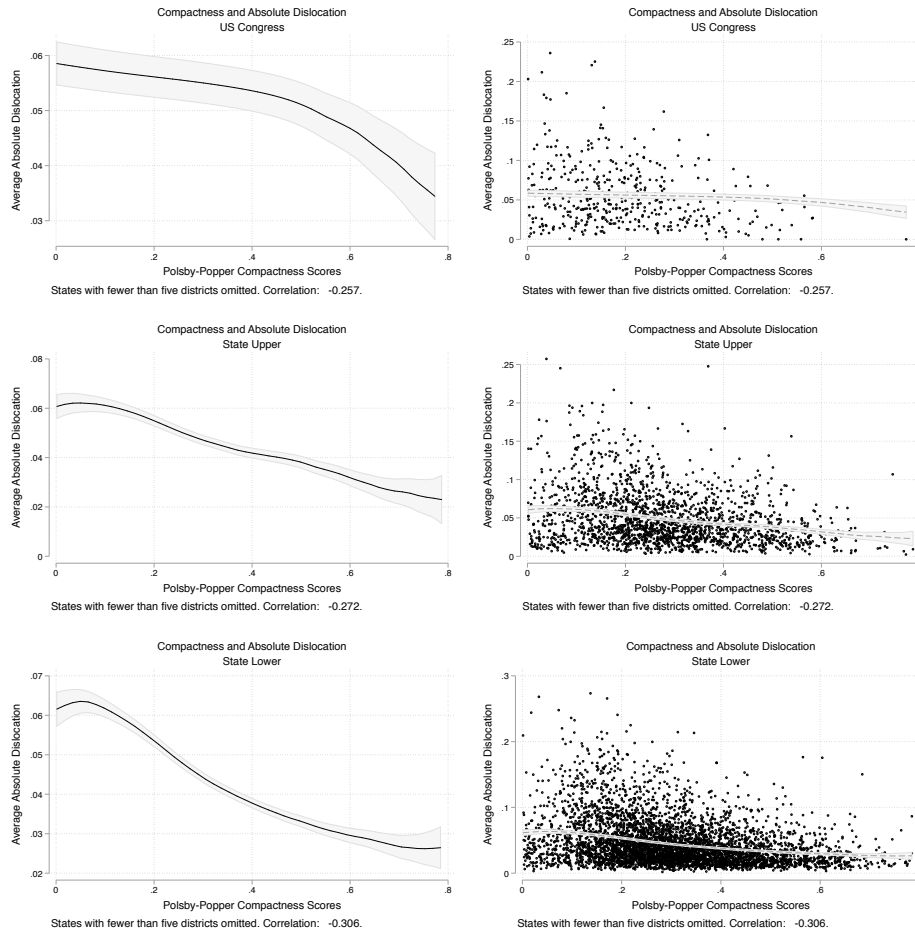 Compactness and Absolute Dislocation
US Congress
Average Absolute Dislocation
.06
.05
.04
.03
0
.2
.4
.6
.8
Polsby-Popper Compactness Scores
States with fewer than five districts omitted. Correlation: -0.257.
Compactness and Absolute Dislocation
US Congress
Average Absolute Dislocation
.25
.2
.15
.1
.05
0
0
.2
.4
.6
Polsby-Popper Compactness Scores
States with fewer than five districts omitted. Correlation: -0.257.
Compactness and Absolute Dislocation
State Upper
Average Absolute Dislocation
.08
.06
.04
.02
0
0
.2
.4
.6
.8
Polsby-Popper Compactness Scores
States with fewer than five districts omitted. Correlation: -0.272.
Compactness and Absolute Dislocation
State Upper
Average Absolute Dislocation
.25
.2
.15
.1
.05
0
0
.2
.4
.6
Polsby-Popper Compactness Scores
States with fewer than five districts omitted. Correlation: -0.272.
Compactness and Absolute Dislocation
State Lower
Average Absolute Dislocation
.07
.06
.05
.04
.03
.02
0
.2
.4
.6
.8
Polsby-Popper Compactness Scores
States with fewer than five districts omitted. Correlation: -0.306.
Compactness and Absolute Dislocation
State Lower
Average Absolute Dislocation
.3
.2
.1
0
0
.2
.4
.6
Polsby-Popper Compactness Scores
States with fewer than five districts omitted. Correlation: -0.306.